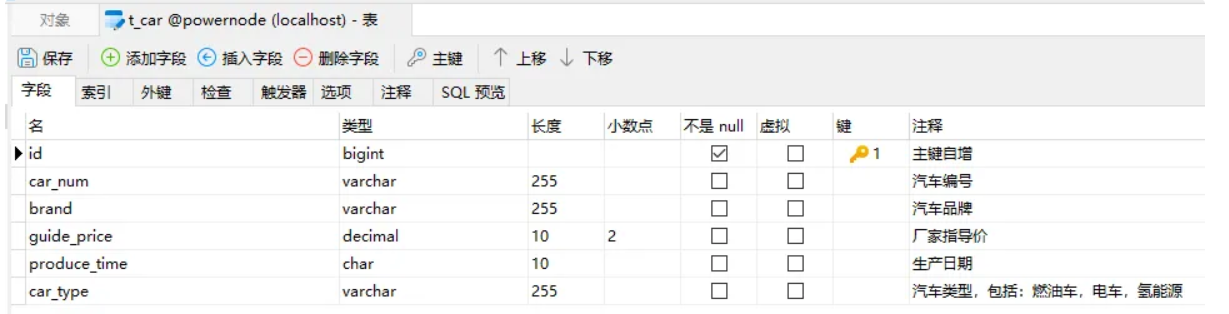 对象 t_car @powernode (localhost) - 表
保存 添加字段 插入字段 删除字段 主键 上移 下移
字段 索引 外键 检查 触发器 选项 注释 SQL 预览
名 类型 长度 小数点 不是 null 虚拟 键 注释
id bigint 1 主键自增
car_num varchar 255 汽车编号
brand varchar 255 汽车品牌
guide_price decimal 10 2 厂家指导价
produce_time char 10 生产日期
car_type varchar 255 汽车类型，包括：燃油车，电车，氢能源